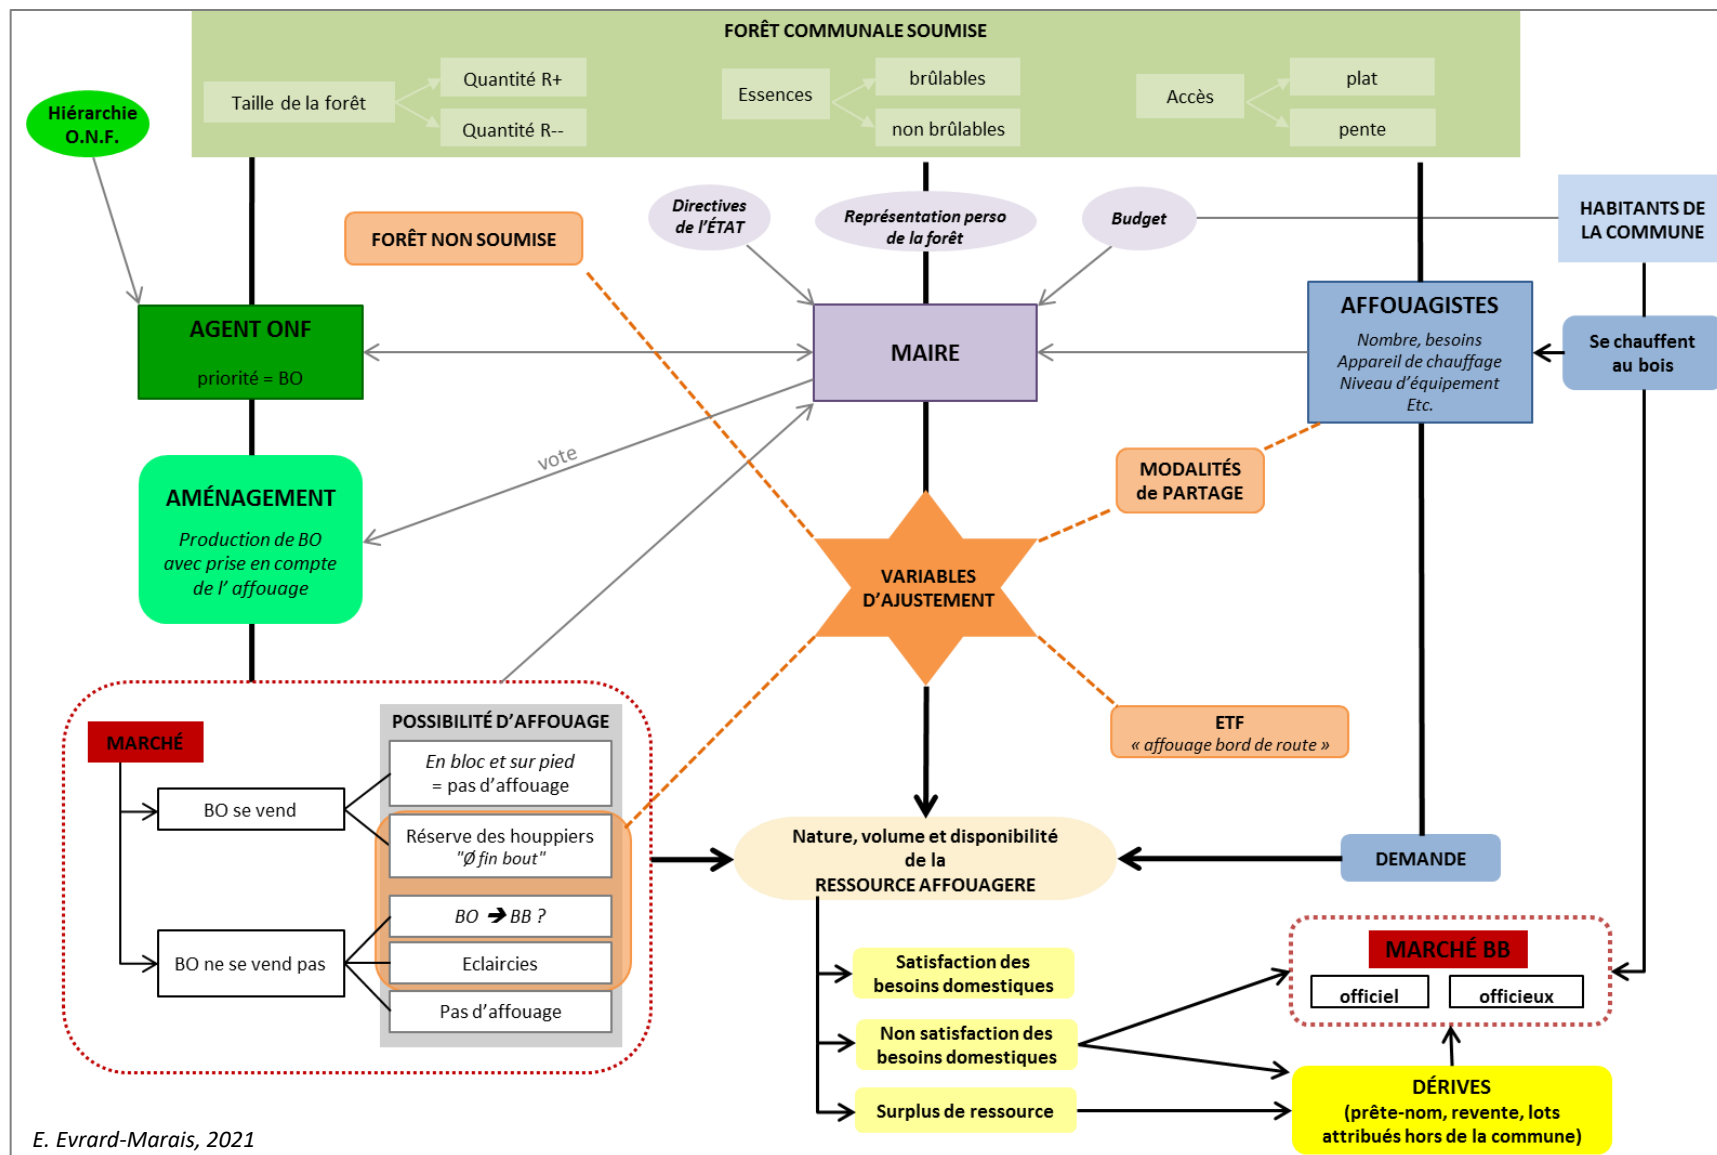 FORÊT COMMUNALE SOUMISE
Taille de la forêt
Quantité R+
Quantité R--
Essences
brûlables
non brûlables
Accès
plat
pente
Hiérarchie
O.N.F.
FORÊT NON SOUMISE
Directives
de l'ÉTAT
Représentation perso
de la forêt
Budget
HABITANTS DE
LA COMMUNE
AGENT ONF
priorité = BO
MAIRE
AFFOUAGISTES
Nombre, besoins
Appareil de chauffage
Niveau d'équipement
Etc.
Se chauffent
au bois
vote
AMÉNAGEMENT
Production de BO
avec prise en compte
de l' affouage
MODALITÉS
de PARTAGE
VARIABLES
D'AJUSTEMENT
ETF
« affouage bord de route »
MARCHÉ
POSSIBILITÉ D'AFFOUAGE
BO se vend
En bloc et sur pied
= pas d'affouage
Réserve des houppiers
"Ø fin bout"
BO ne se vend pas
BO ➔ BB ?
Eclaircies
Pas d'affouage
Nature, volume et disponibilité
de la
RESSOURCE AFFOUAGERE
DEMANDE
Satisfaction des
besoins domestiques
Non satisfaction des
besoins domestiques
Surplus de ressource
MARCHÉ BB
officiel
officieux
DÉRIVES
(prête-nom, revente, lots
attribués hors de la commune)
E. Evrard-Marais, 2021